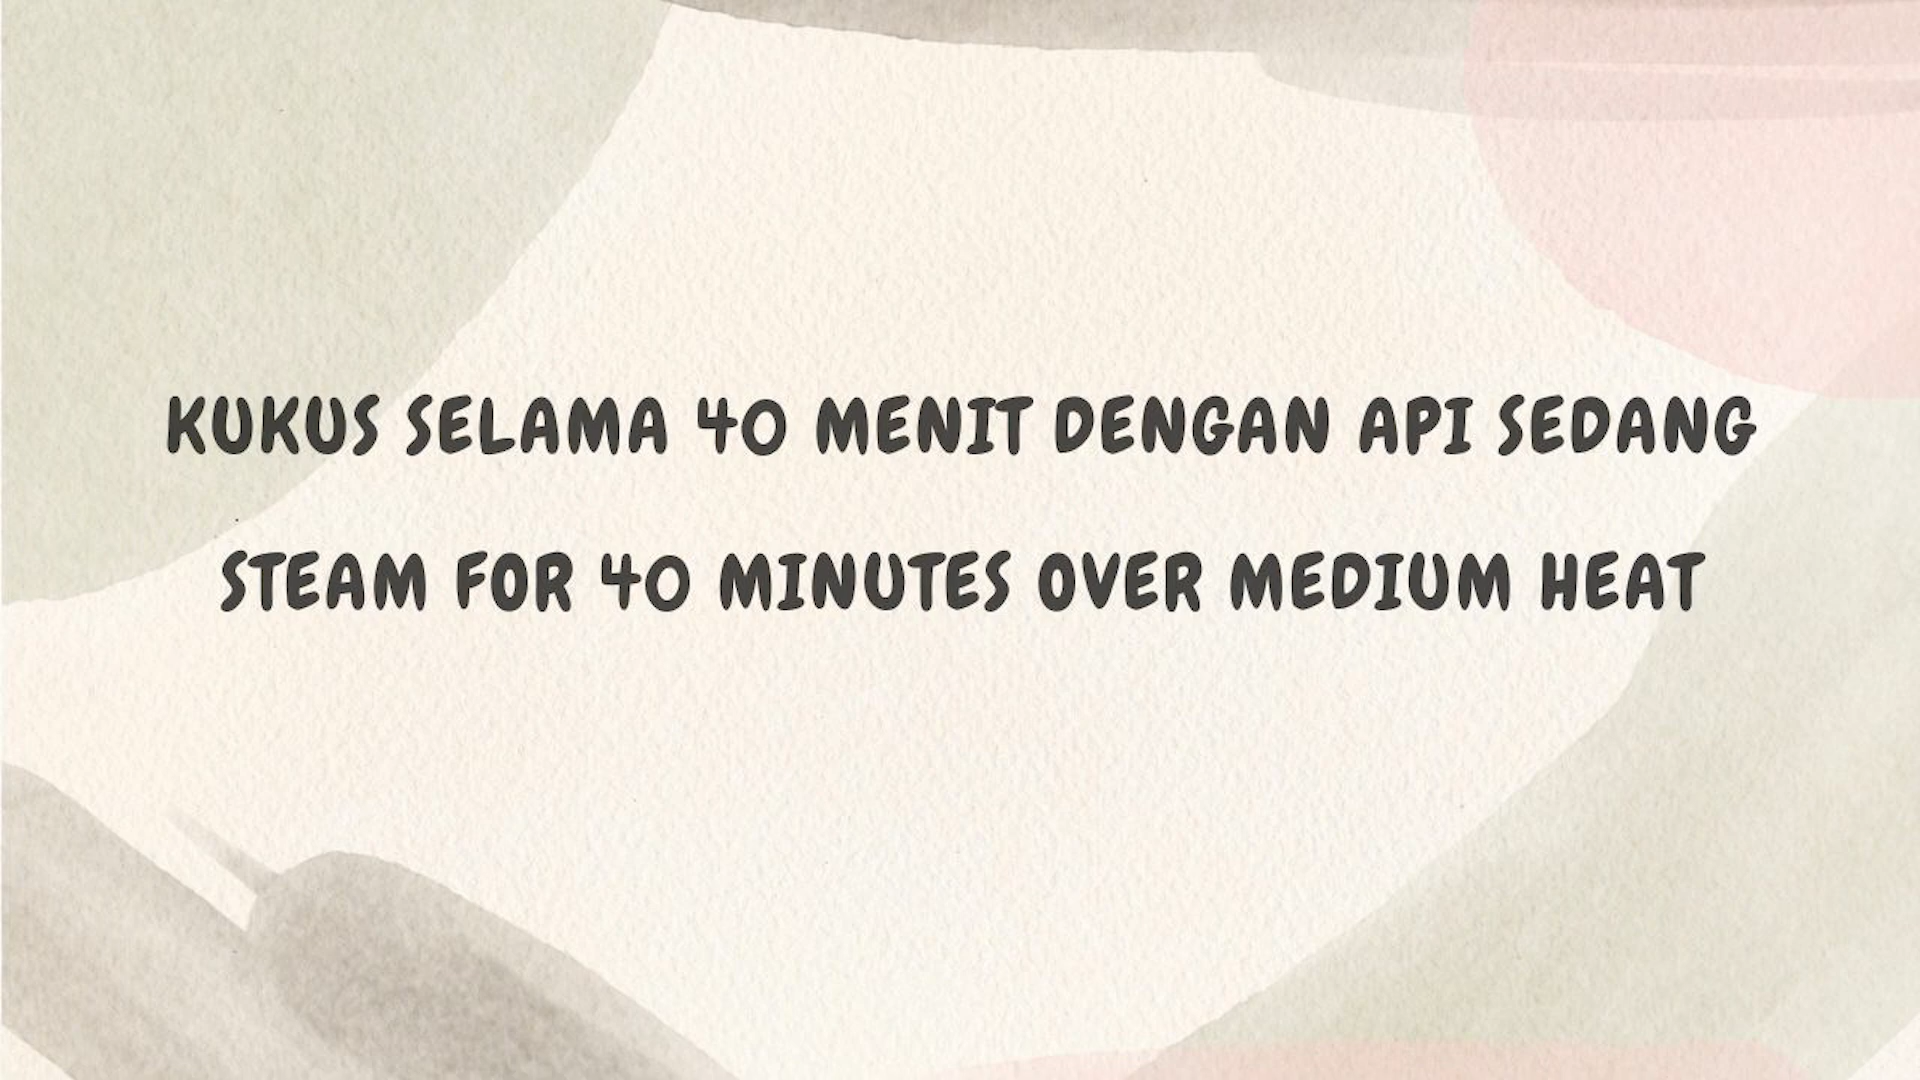 KUKUS SELAMA 40 MENIT DENGAN API SEDANG
STEAM FOR 40 MINUTES OVER MEDIUM HEAT